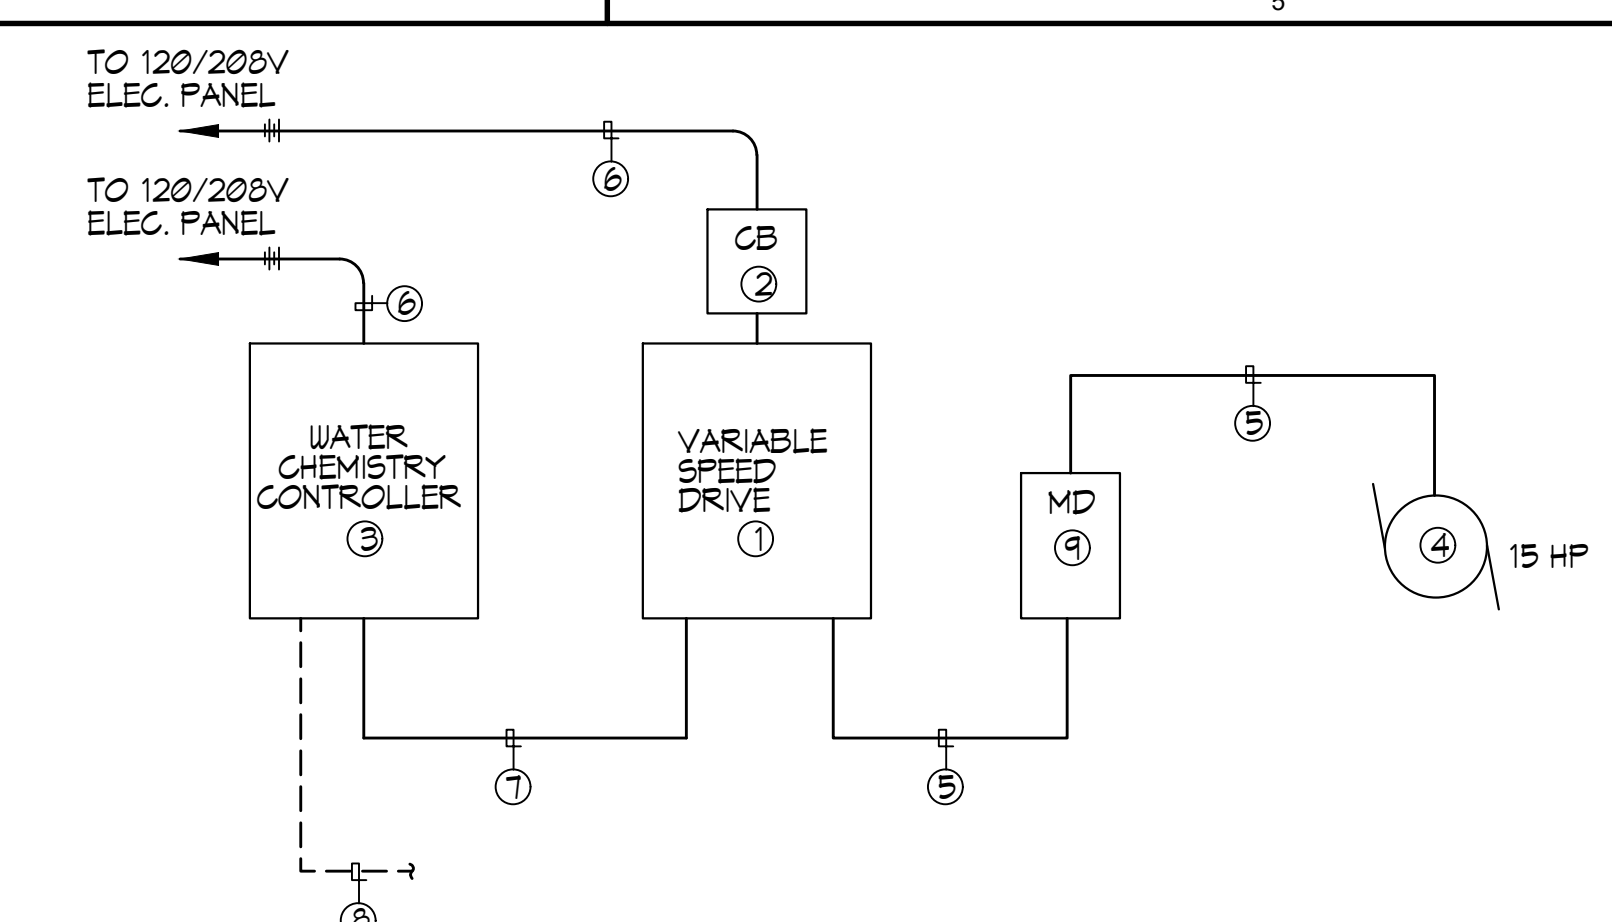 5
TO 120/208V
ELEC. PANEL
6
TO 120/208V
ELEC. PANEL
6
CB
2
WATER
CHEMISTRY
CONTROLLER
3
VARIABLE
SPEED
DRIVE
1
MD
9
5
4
15 HP
7
5
8